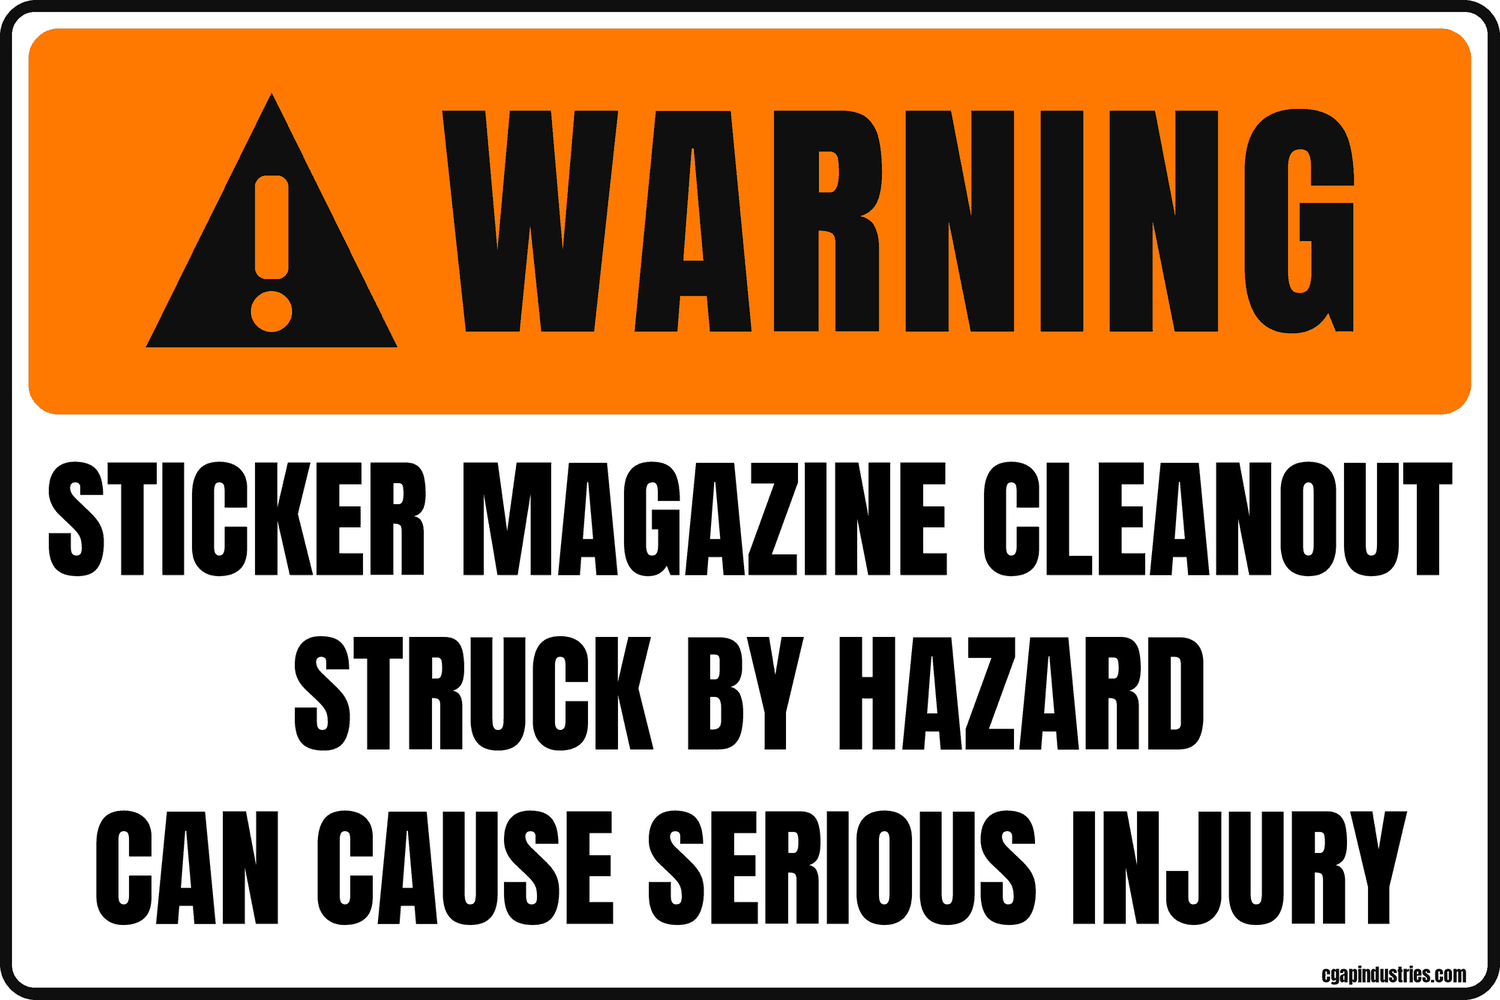 WARNING
STICKER MAGAZINE CLEANOUT
STRUCK BY HAZARD
CAN CAUSE SERIOUS INJURY
cgapindustries.com